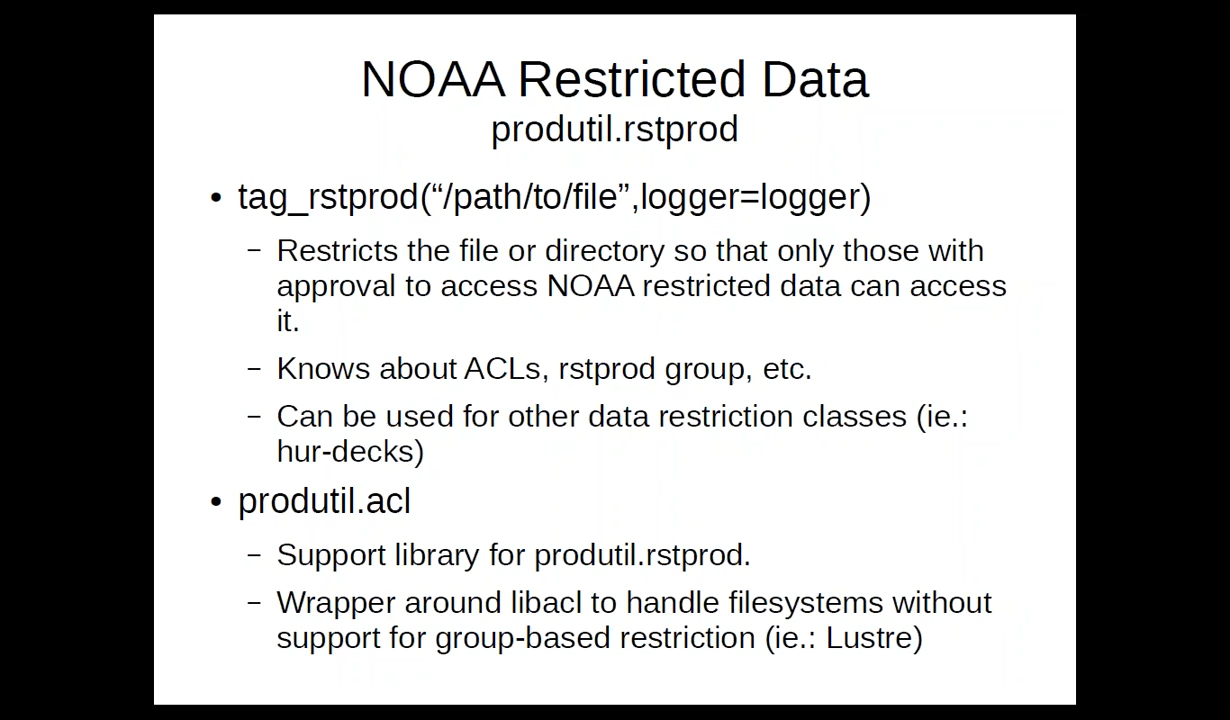 NOAA Restricted Data
produtil.rstprod
• tag_rstprod(“/path/to/file”,logger=logger)
– Restricts the file or directory so that only those with
approval to access NOAA restricted data can access
it.
– Knows about ACLs, rstprod group, etc.
– Can be used for other data restriction classes (ie.:
hur-decks)
• produtil.acl
– Support library for produtil.rstprod.
– Wrapper around libacl to handle filesystems without
support for group-based restriction (ie.: Lustre)